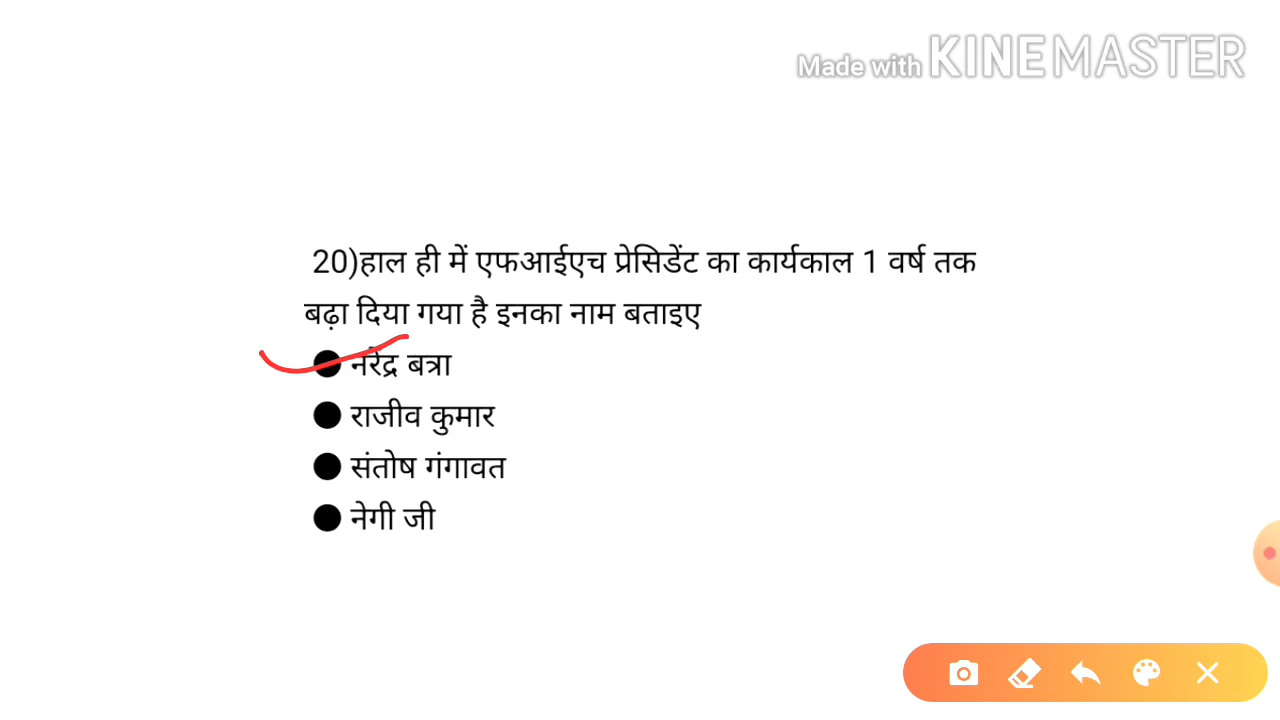 Made with KINEMASTER
20)हाल ही में एफआईएच प्रेसिडेंट का कार्यकाल 1 वर्ष तक
बढ़ा दिया गया है इनका नाम बताइए
● नरेंद्र बत्रा
● राजीव कुमार
● संतोष गंगावत
● नेगी जी